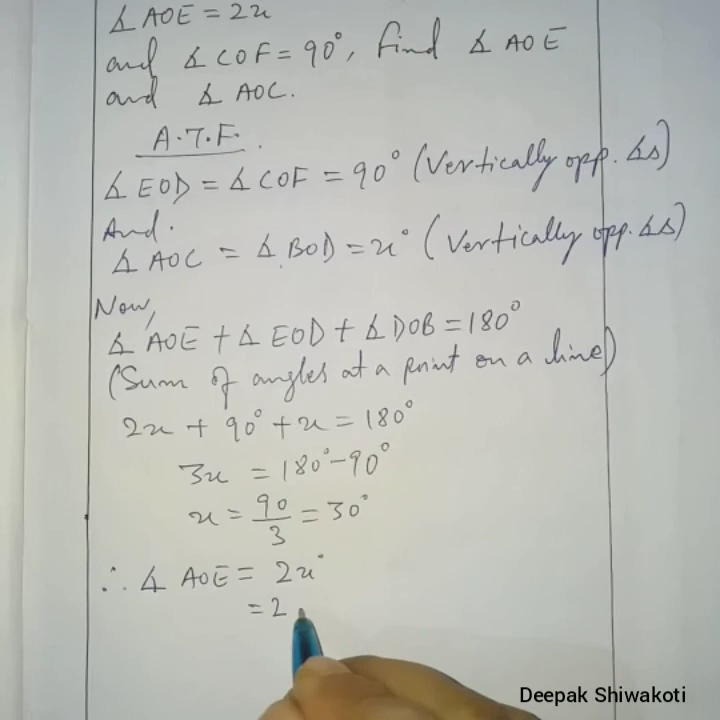 ∡ AOE = 2x
and ∡ COF = 90°, find ∡ AOE
and ∡ AOC.
A.T.F.
∡ EOD = ∡ COF = 90° (Vertically opp. ∡s)
And.
∡ AOC = ∡ BOD = x° (Vertically opp. ∡s)
Now,
∡ AOE + ∡ EOD + ∡ DOB = 180°
(Sum of angles at a point on a line)
2x + 90° + x = 180°
3x = 180° - 90°
x = 90/3 = 30°
∴ ∡ AOE = 2x°
= 2
Deepak Shiwakoti